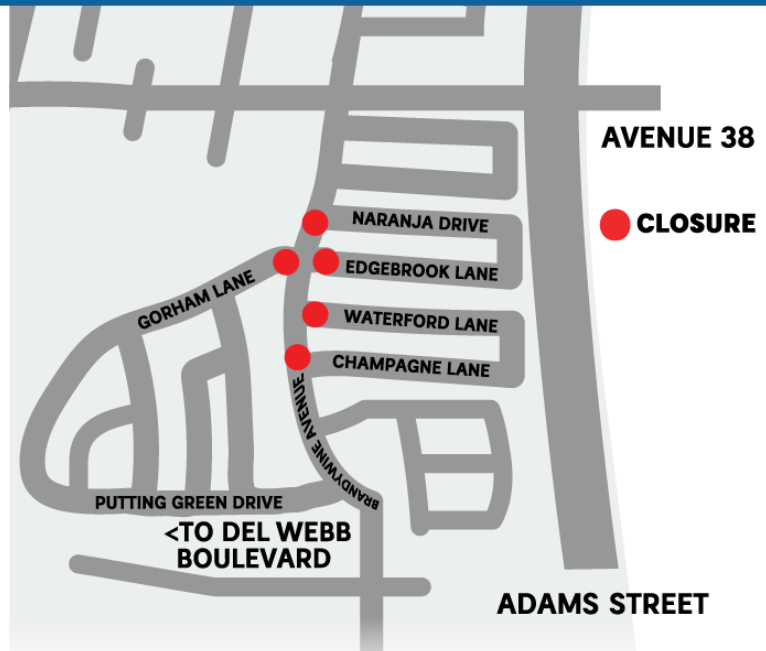 AVENUE 38
NARANJA DRIVE
CLOSURE
EDGEBROOK LANE
GORHAM LANE
WATERFORD LANE
CHAMPAGNE LANE
BRANDYWINE AVENUE
PUTTING GREEN DRIVE
<TO DEL WEBB
BOULEVARD
ADAMS STREET